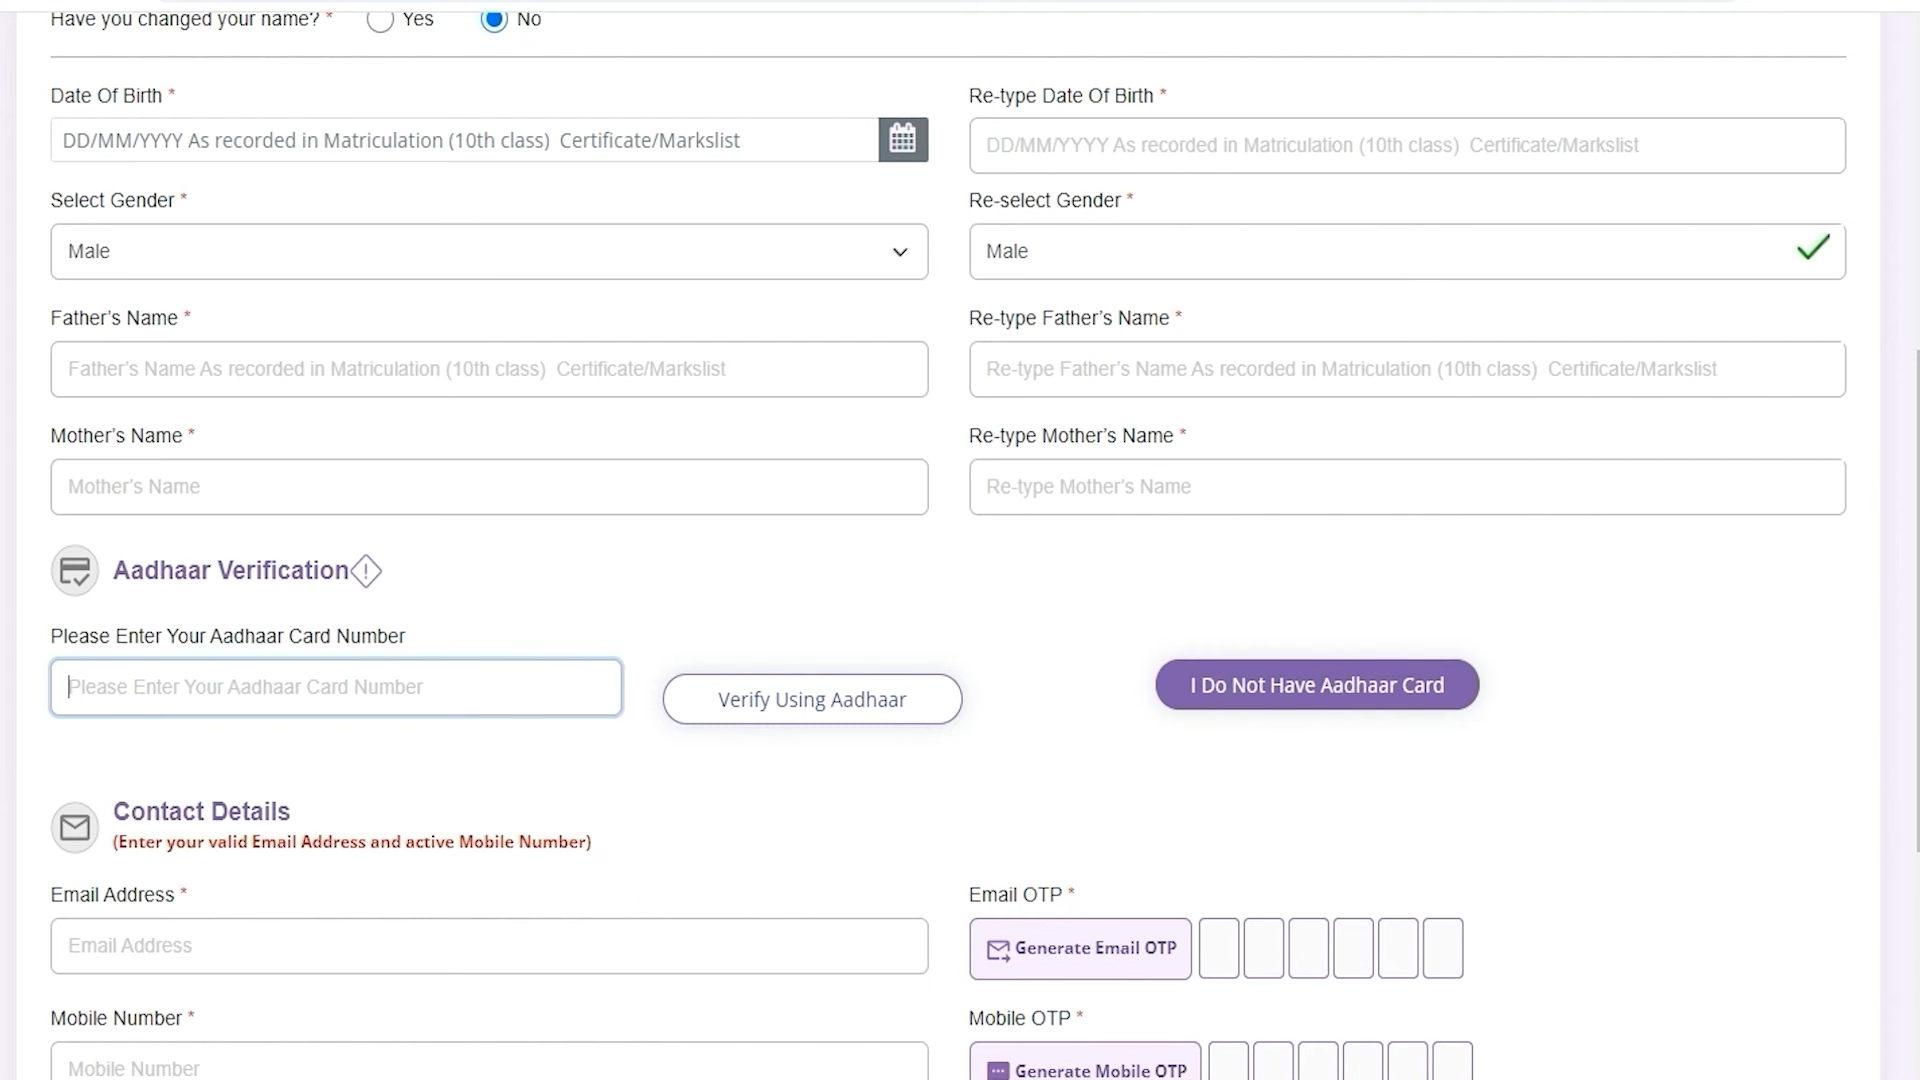 Have you changed your name? * Yes No
Date Of Birth * Re-type Date Of Birth *
DD/MM/YYYY As recorded in Matriculation (10th class) Certificate/Markslist DD/MM/YYYY As recorded in Matriculation (10th class) Certificate/Markslist
Select Gender * Re-select Gender *
Male Male
Father's Name * Re-type Father's Name *
Father's Name As recorded in Matriculation (10th class) Certificate/Markslist Re-type Father's Name As recorded in Matriculation (10th class) Certificate/Markslist
Mother's Name * Re-type Mother's Name *
Mother's Name Re-type Mother's Name
Aadhaar Verification
Please Enter Your Aadhaar Card Number
Please Enter Your Aadhaar Card Number Verify Using Aadhaar I Do Not Have Aadhaar Card
Contact Details
(Enter your valid Email Address and active Mobile Number)
Email Address * Email OTP *
Email Address Generate Email OTP
Mobile Number * Mobile OTP *
Mobile Number Generate Mobile OTP